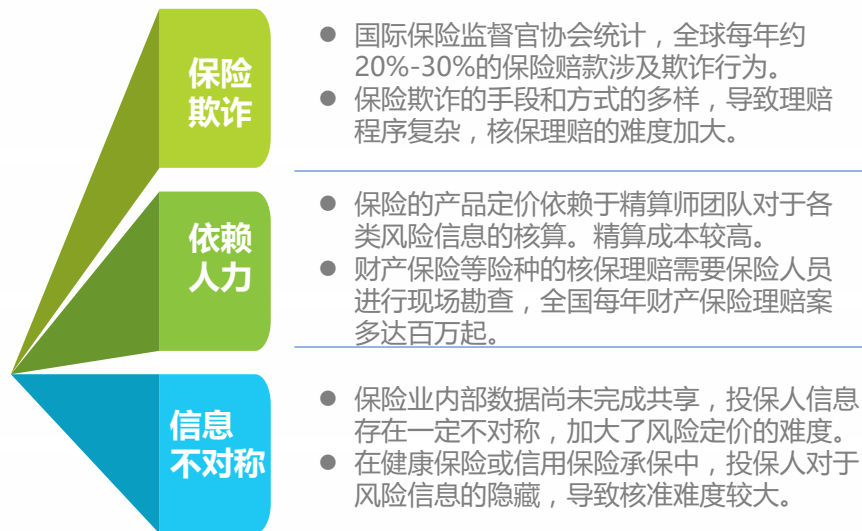 保险
欺诈
● 国际保险监督官协会统计，全球每年约
20%-30%的保险赔款涉及欺诈行为。
● 保险欺诈的手段和方式的多样，导致理赔
程序复杂，核保理赔的难度加大。
依赖
人力
● 保险的产品定价依赖于精算师团队对于各
类风险信息的核算。精算成本较高。
● 财产保险等险种的核保理赔需要保险人员
进行现场勘查，全国每年财产保险理赔案
多达百万起。
信息
不对称
● 保险业内部数据尚未完成共享，投保人信息
存在一定不对称，加大了风险定价的难度。
● 在健康保险或信用保险承保中，投保人对于
风险信息的隐藏，导致核准难度较大。